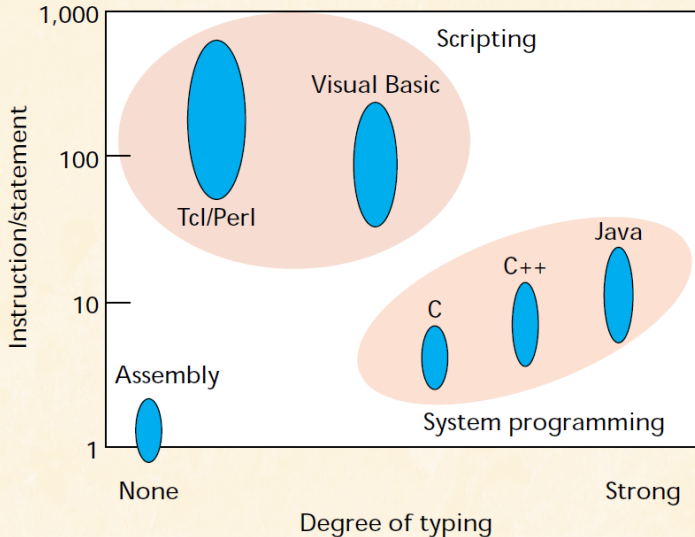 1,000
Scripting
Visual Basic
100
Tcl/Perl
Instruction/statement
Java
C++
10
C
Assembly
System programming
1
None
Strong
Degree of typing